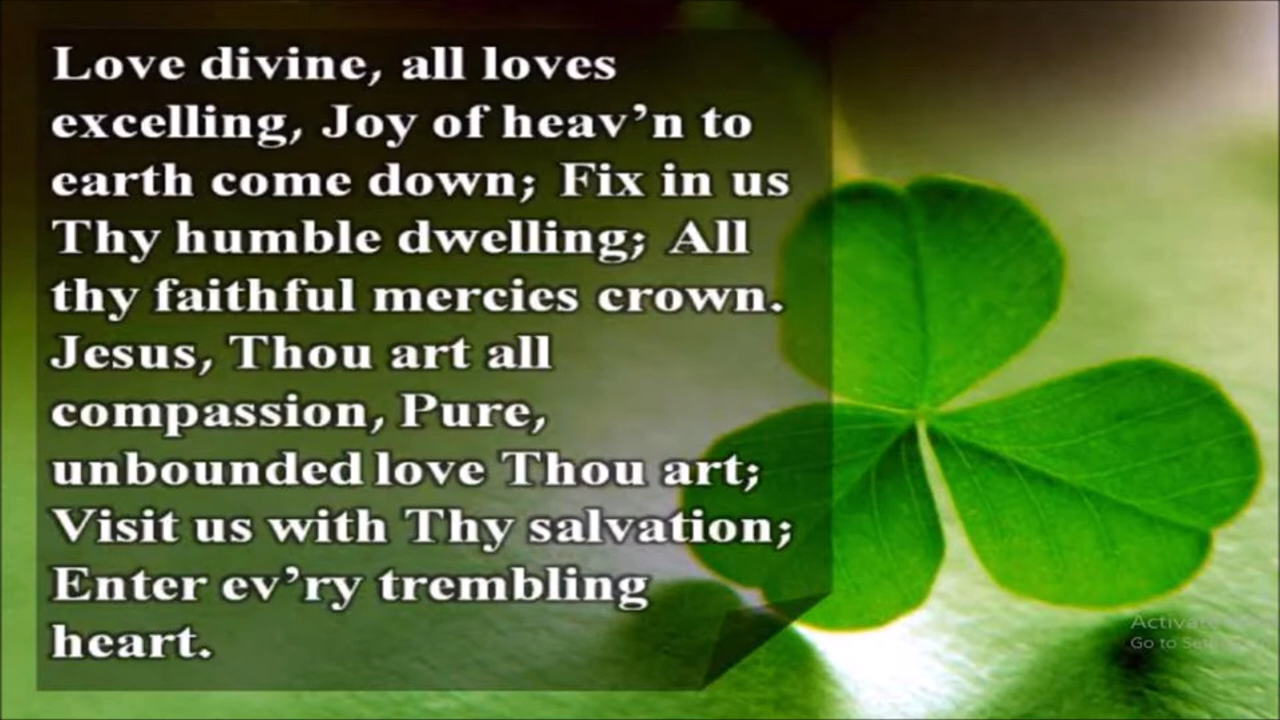 Love divine, all loves
excelling, Joy of heav’n to
earth come down; Fix in us
Thy humble dwelling; All
thy faithful mercies crown.
Jesus, Thou art all
compassion, Pure,
unbounded love Thou art;
Visit us with Thy salvation;
Enter ev’ry trembling
heart.
Go to